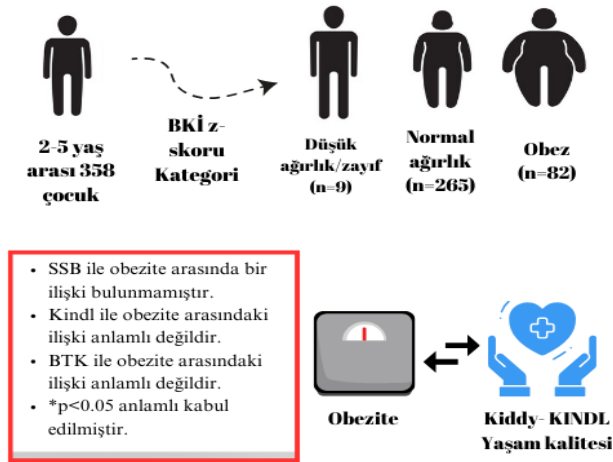 2-5 yaş
arası 358
çocuk
BKİ z-
skoru
Kategori
Düşük
ağırlık/zayıf
(n=9)
Normal
ağırlık
(n=265)
Obez
(n=82)
• SSB ile obezite arasında bir
ilişki bulunmamıştır.
• Kindl ile obezite arasındaki
ilişki anlamlı değildir.
• BTK ile obezite arasındaki
ilişki anlamlı değildir.
• *p<0.05 anlamlı kabul
edilmiştir.
Obezite
Kiddy- KINDL
Yaşam kalitesi